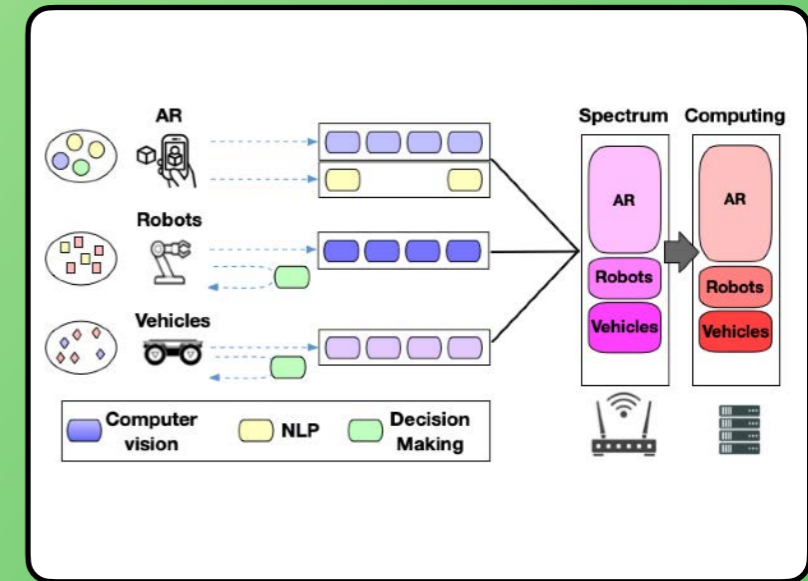 AR
Robots
Vehicles
Spectrum
Computing
AR
Robots
Vehicles
AR
Robots
Vehicles
Computer
vision
NLP
Decision
Making